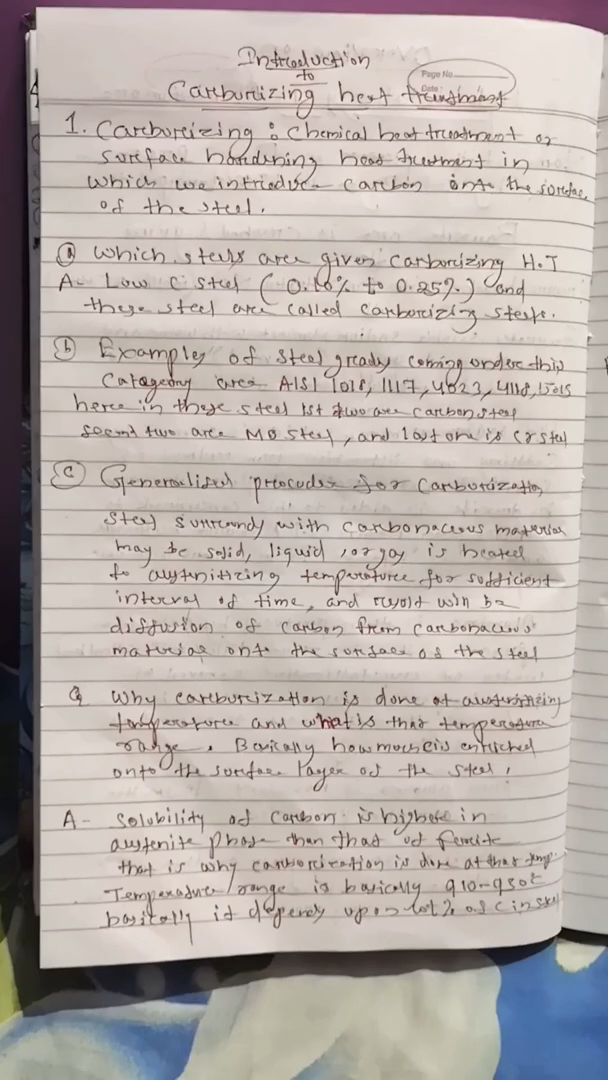 Introduction
to
Page No
Date
Carburizing heat treatment
1. Carburizing : Chemical heat treatment or
surface hardening heat treatment in
which we introduce carbon onto the surface
of the steel.
(a) Which steels are given carburizing H.T
A- Low C steel (0.10% to 0.25%) and
these steel are called carburizing steels.
(b) Examples of steel grades coming under this
Catageory are AISI 1018, 1117, 4023, 4118, 5015
here in these steel 1st two are carbon steel
second two are MO steel, and last one is Cr steel
(c) Generalised procuder for Carburization
Steel surrounds with carbonaceous material
may be solid, liquid, or gas is heated
to austenitizing temperature for sufficient
interval of time, and result will be
diffusion of carbon from carbonaceous
material onto the surface of the steel
Q Why carburization is done at austenitizing
temperature and what is that temperature
range. Basically how much c is enriched
onto the surface layer of the steel.
A- Solubility of carbon is highest in
austenite phase than that of ferrite
that is why carburization is done at that temp.
Temperature range is basically 910-930°C
basically it depends upon wt% of C in steel